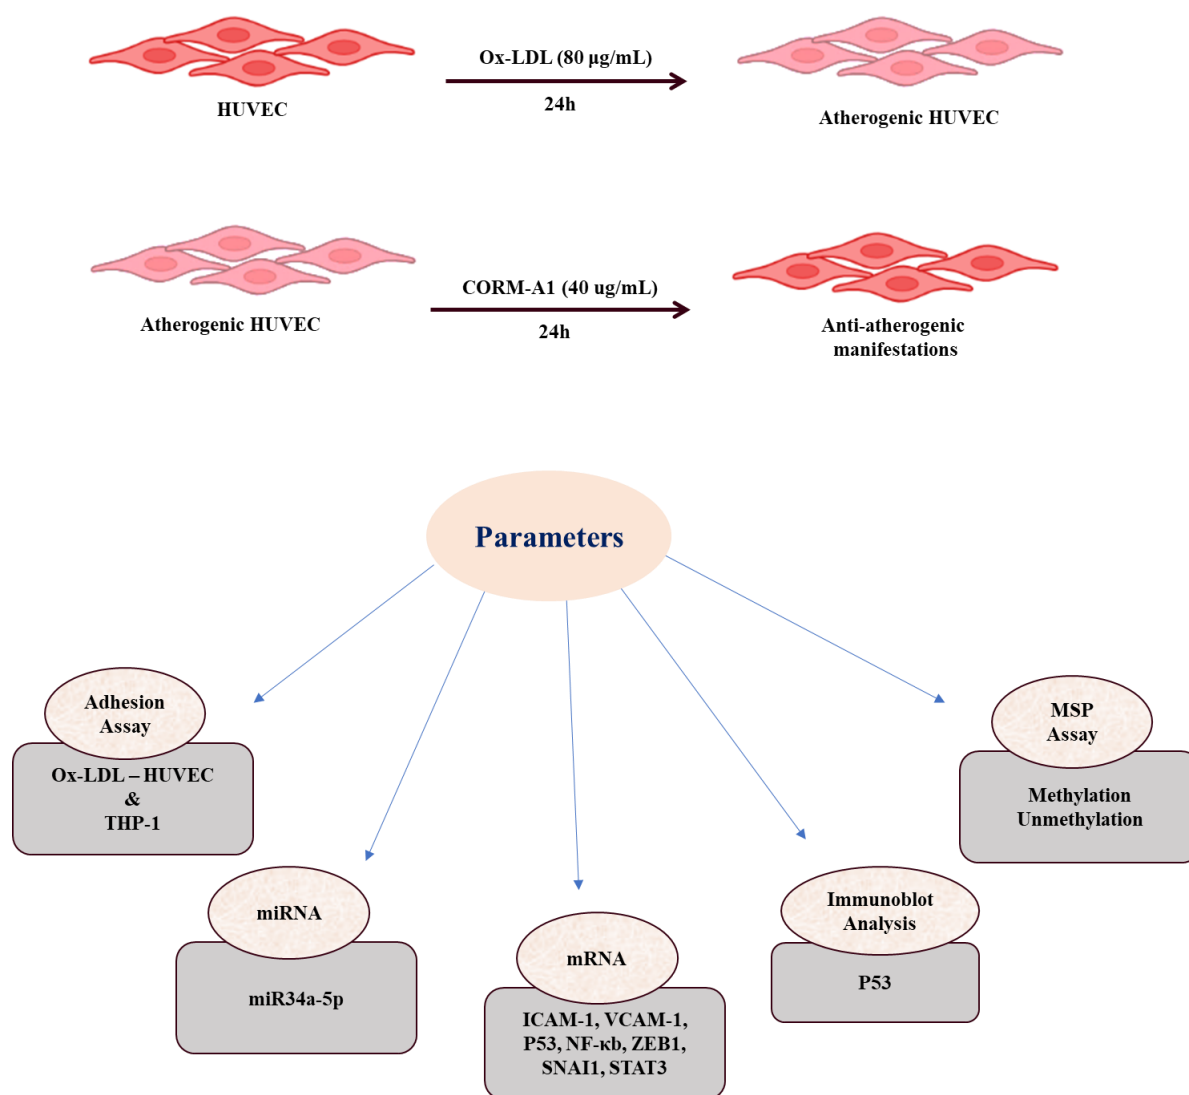 Ox-LDL (80 μg/mL)
24h
HUVEC
Atherogenic HUVEC
CORM-A1 (40 ug/mL)
24h
Atherogenic HUVEC
Anti-atherogenic
manifestations
Parameters
Adhesion
Assay
Ox-LDL – HUVEC
&
THP-1
miRNA
miR34a-5p
mRNA
ICAM-1, VCAM-1,
P53, NF-κb, ZEB1,
SNAI1, STAT3
Immunoblot
Analysis
P53
MSP
Assay
Methylation
Unmethylation